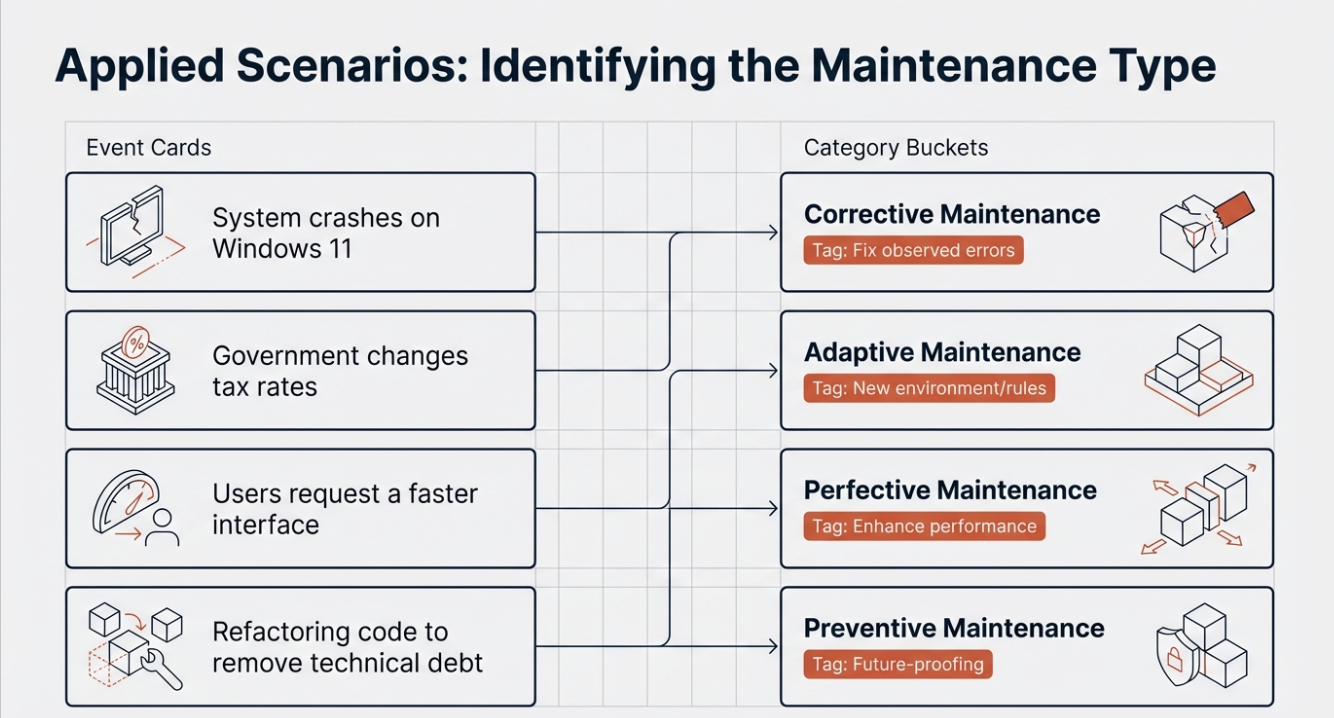 Applied Scenarios: Identifying the Maintenance Type
Event Cards
Category Buckets
System crashes on
Windows 11
Corrective Maintenance
Tag: Fix observed errors
%
Government changes
tax rates
Adaptive Maintenance
Tag: New environment/rules
Users request a faster
interface
Perfective Maintenance
Tag: Enhance performance
Refactoring code to
remove technical debt
Preventive Maintenance
Tag: Future-proofing